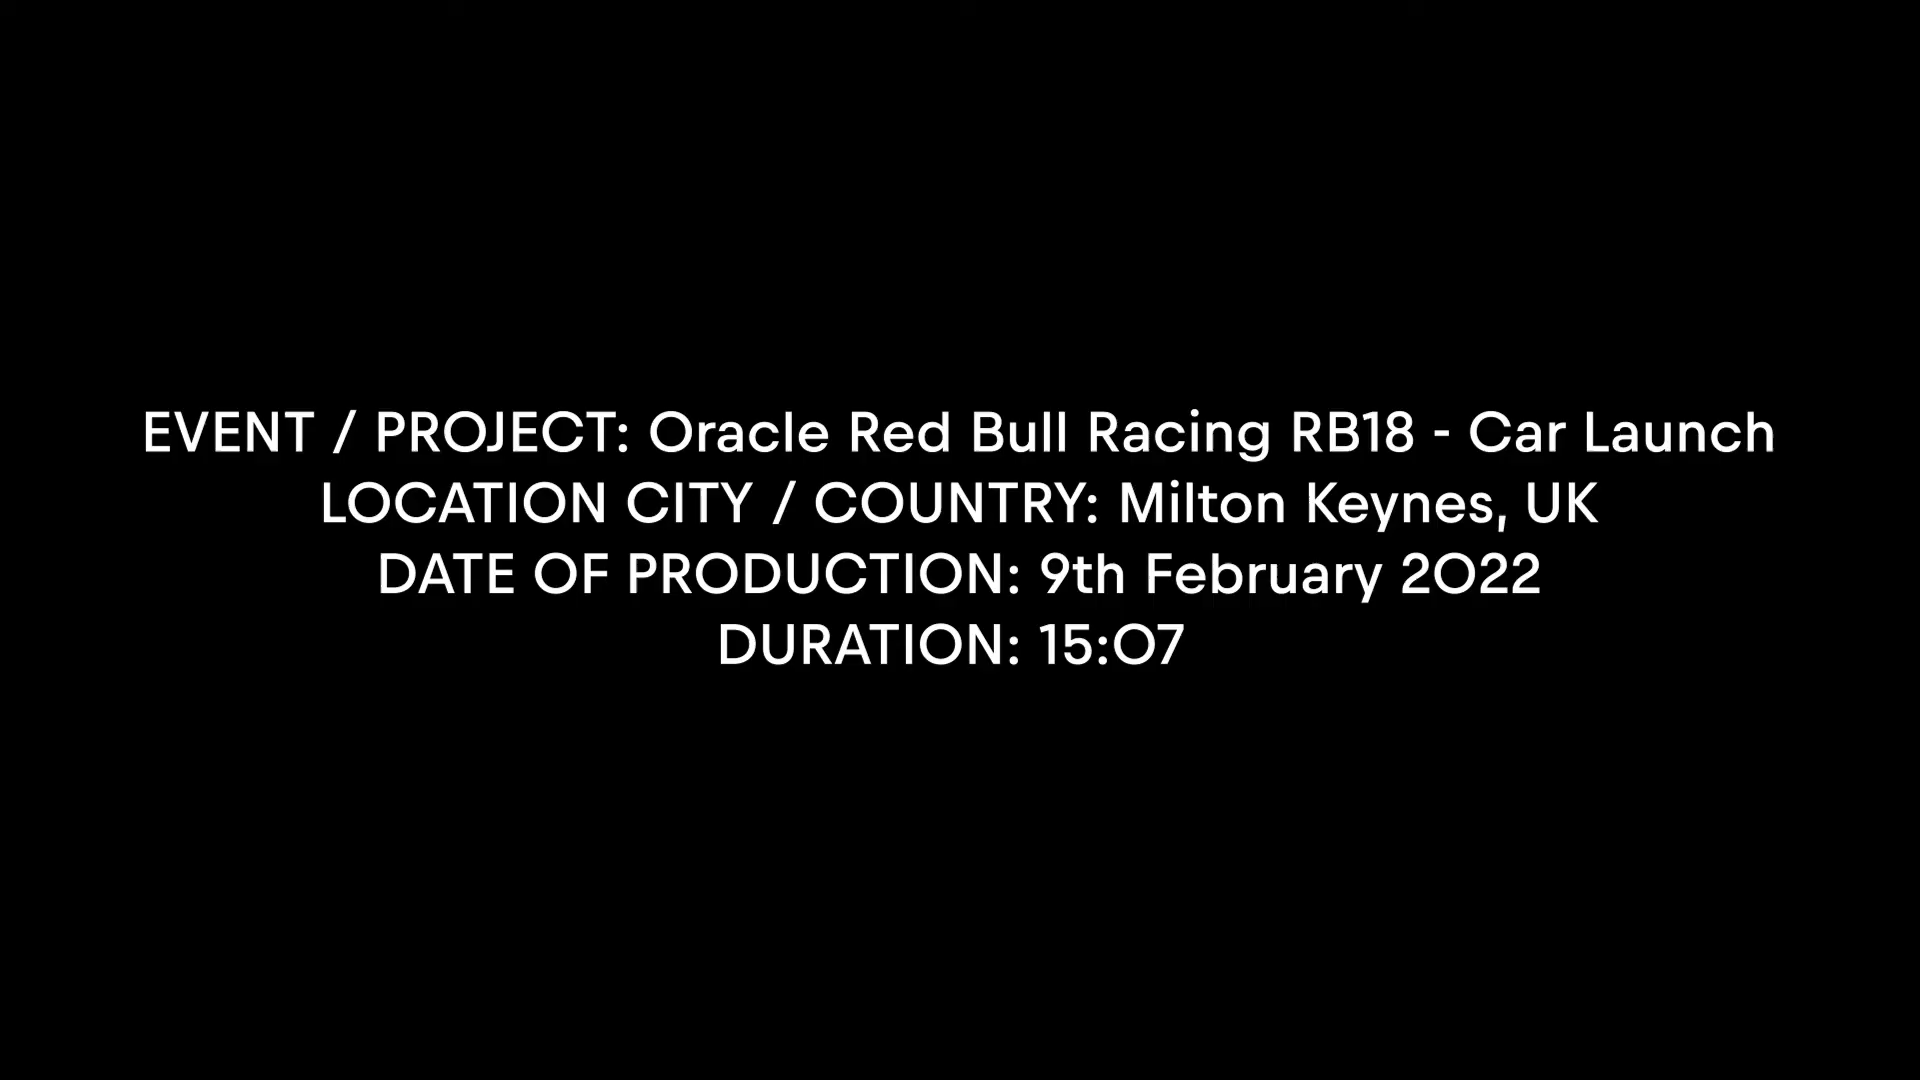 EVENT / PROJECT: Oracle Red Bull Racing RB18 - Car Launch
LOCATION CITY / COUNTRY: Milton Keynes, UK
DATE OF PRODUCTION: 9th February 2022
DURATION: 15:07